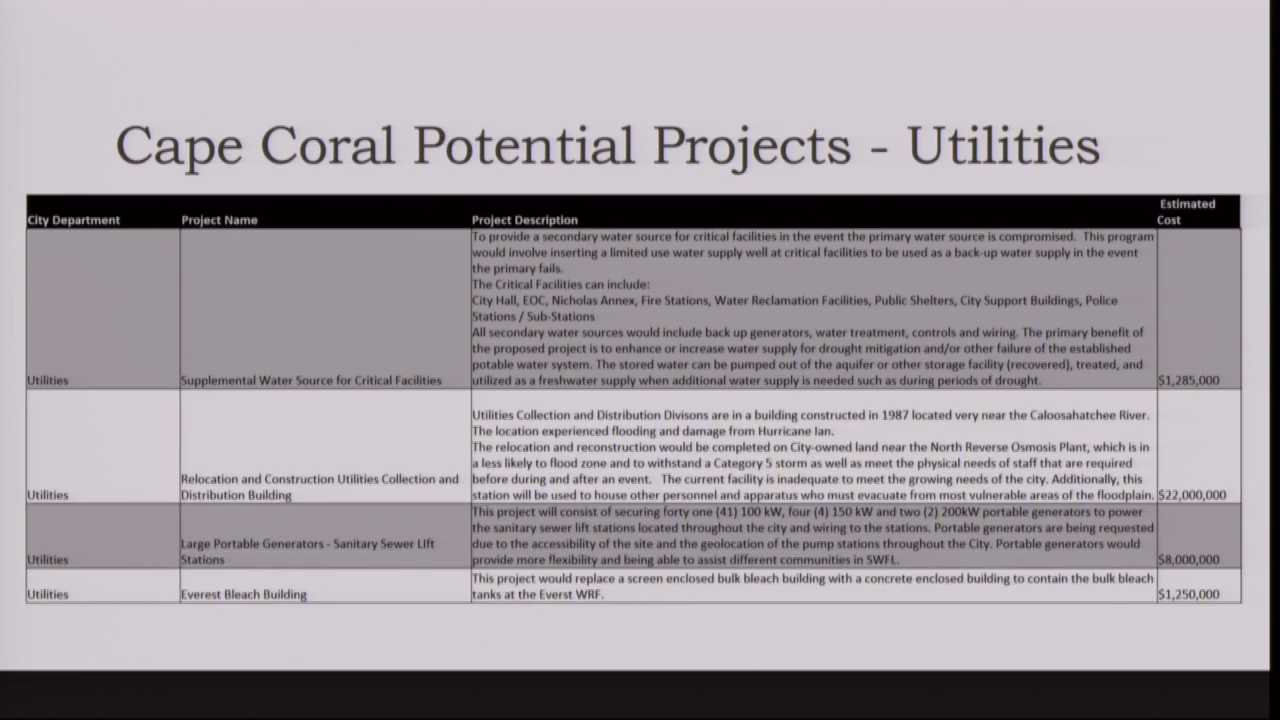 Cape Coral Potential Projects - Utilities
City Department Project Name Project Description Estimated Cost
To provide a secondary water source for critical facilities in the event the primary water source is compromised. This program
would involve inserting a limited use water supply well at critical facilities to be used as a back-up water supply in the event
the primary fails.
The Critical Facilities can include:
City Hall, EOC, Nicholas Annex, Fire Stations, Water Reclamation Facilities, Public Shelters, City Support Buildings, Police
Stations / Sub-Stations
All secondary water sources would include back up generators, water treatment, controls and wiring. The primary benefit of
the proposed project is to enhance or increase water supply for drought mitigation and/or other failure of the established
potable water system. The stored water can be pumped out of the aquifer or other storage facility (recovered), treated, and
Utilities Supplemental Water Source for Critical Facilities utilized as a freshwater supply when additional water supply is needed such as during periods of drought. $1,285,000
Utilities Collection and Distribution Divisons are in a building constructed in 1987 located very near the Caloosahatchee River.
The location experienced flooding and damage from Hurricane Ian.
The relocation and reconstruction would be completed on City-owned land near the North Reverse Osmosis Plant, which is in
a less likely to flood zone and to withstand a Category 5 storm as well as meet the physical needs of staff that are required
Relocation and Construction Utilities Collection and before during and after an event. The current facility is inadequate to meet the growing needs of the city. Additionally, this
Utilities Distribution Building station will be used to house other personnel and apparatus who must evacuate from most vulnerable areas of the floodplain. $22,000,000
This project will consist of securing forty one (41) 100 kW, four (4) 150 kW and two (2) 200kW portable generators to power
the sanitary sewer lift stations located throughout the city and wiring to the stations. Portable generators are being requested
Large Portable Generators - Sanitary Sewer LIft due to the accessibility of the site and the geolocation of the pump stations throughout the City. Portable generators would
Utilities Stations provide more flexibility and being able to assist different communities in SWFL. $8,000,000
This project would replace a screen enclosed bulk bleach building with a concrete enclosed building to contain the bulk bleach
Utilities Everest Bleach Building tanks at the Everst WRF. $1,250,000